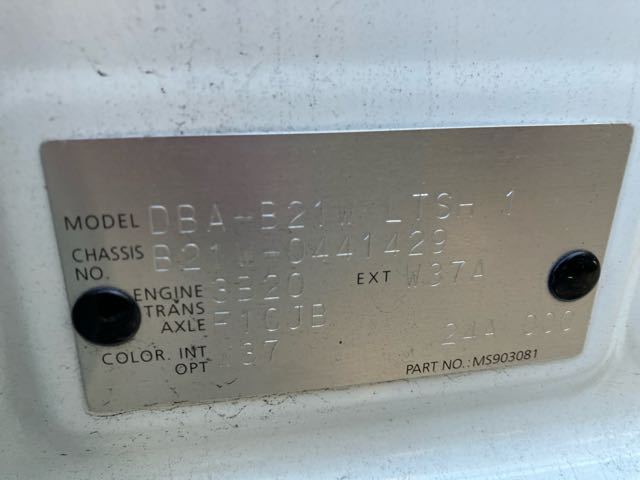 MODEL DBA-B21W LTS- 1
CHASSIS NO. B21W-0441429
ENGINE 3B20 EXT W37A
TRANS AXLE F1CJB
COLOR. INT OPT 24A
PART NO.: MS903081